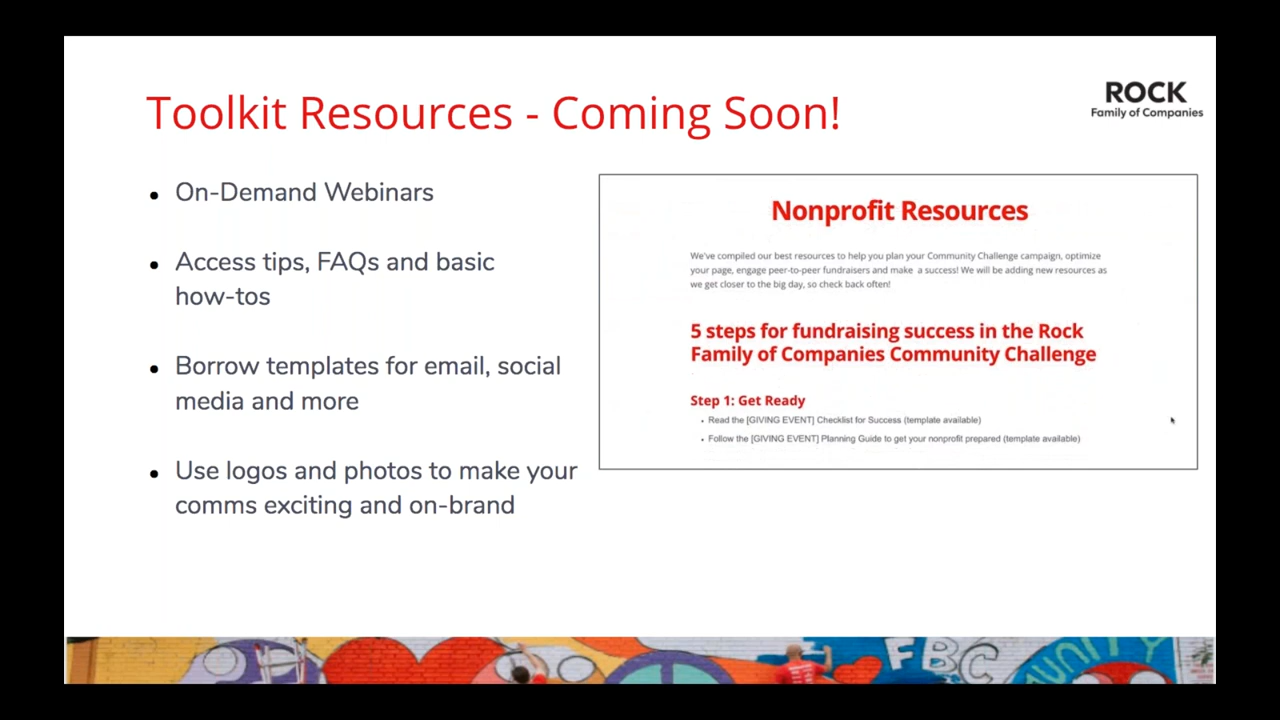 Toolkit Resources - Coming Soon!
ROCK
Family of Companies
• On-Demand Webinars
• Access tips, FAQs and basic
how-tos
• Borrow templates for email, social
media and more
• Use logos and photos to make your
comms exciting and on-brand
Nonprofit Resources
We've compiled our best resources to help you plan your Community Challenge campaign, optimize
your page, engage peer-to-peer fundraisers and make a success! We will be adding new resources as
we get closer to the big day, so check back often!
5 steps for fundraising success in the Rock
Family of Companies Community Challenge
Step 1: Get Ready
• Read the [GIVING EVENT] Checklist for Success (template available)
• Follow the [GIVING EVENT] Planning Guide to get your nonprofit prepared (template available)
FBC
MUNITY